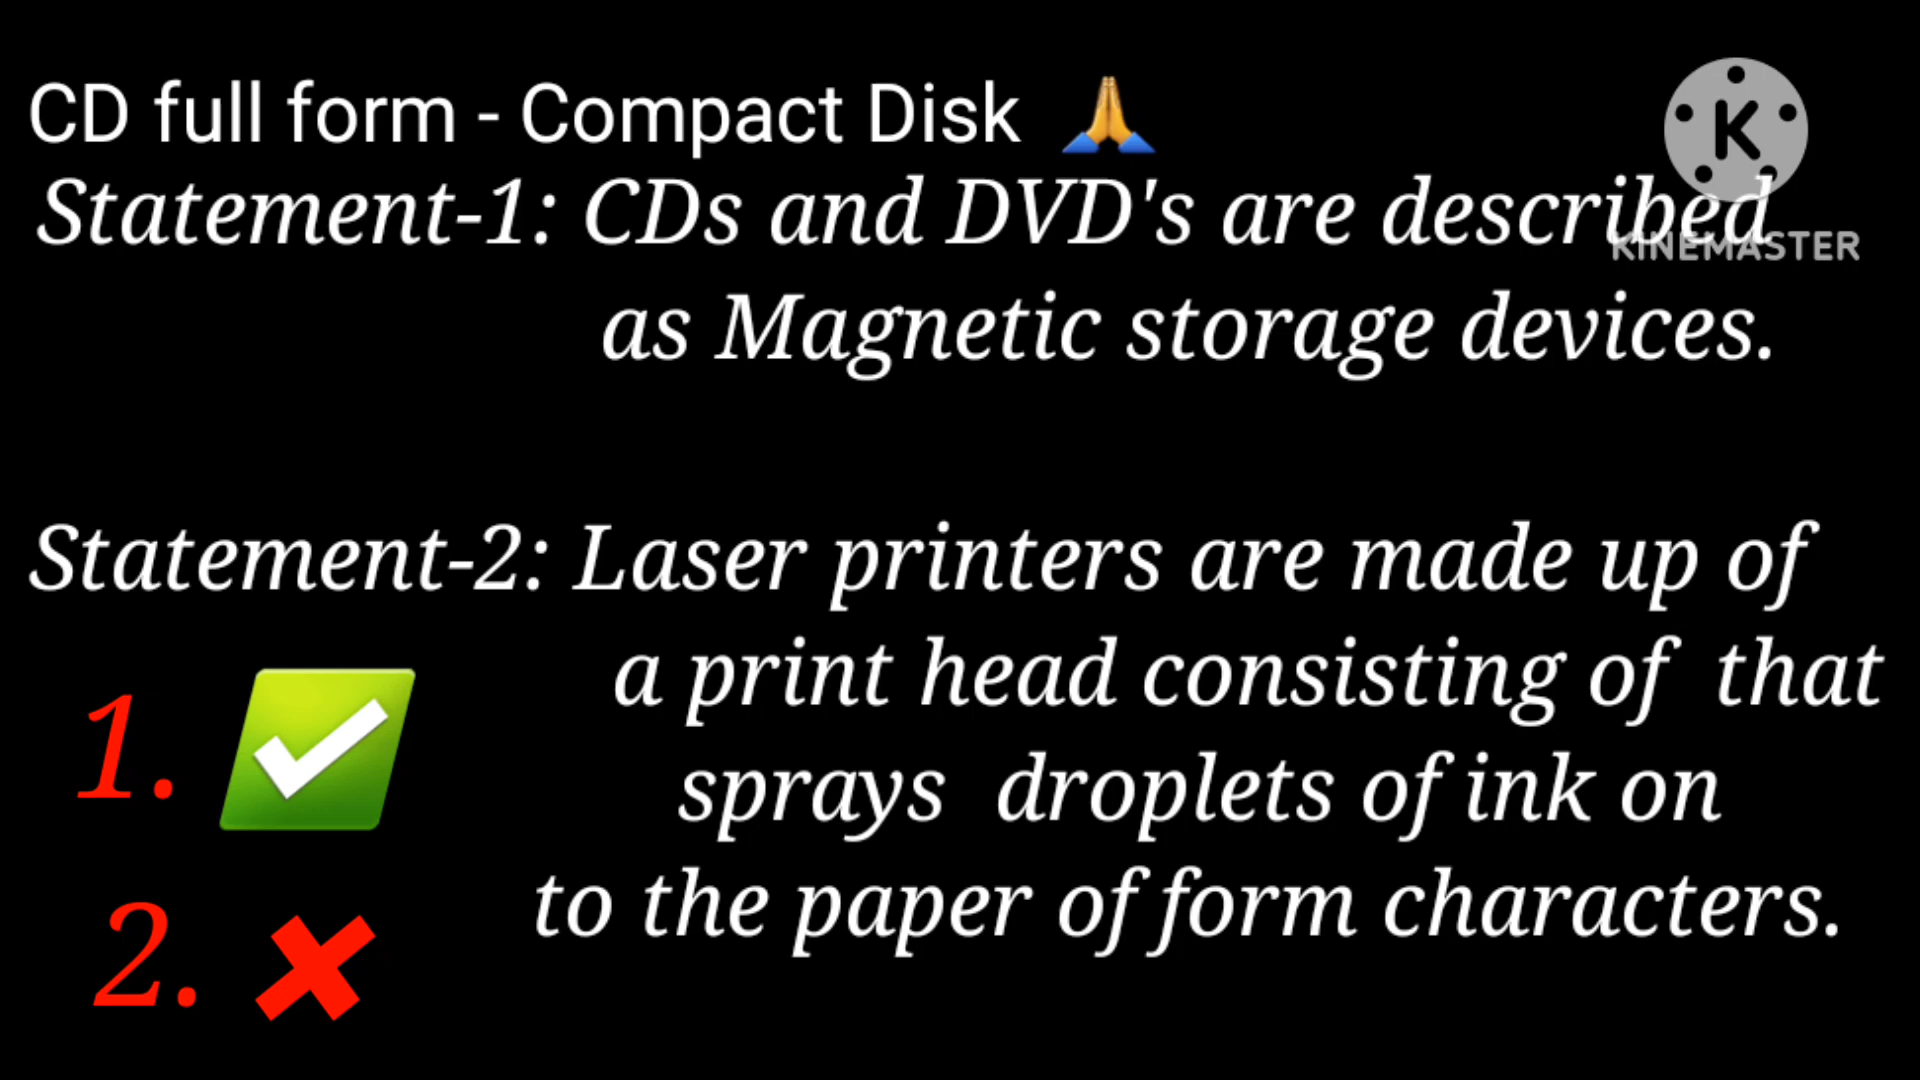 CD full form - Compact Disk 🙏
K
KINEMASTER
Statement-1: CDs and DVD's are described
as Magnetic storage devices.
Statement-2: Laser printers are made up of
a print head consisting of that
sprays droplets of ink on
to the paper of form characters.
1. ✅
2. ❌